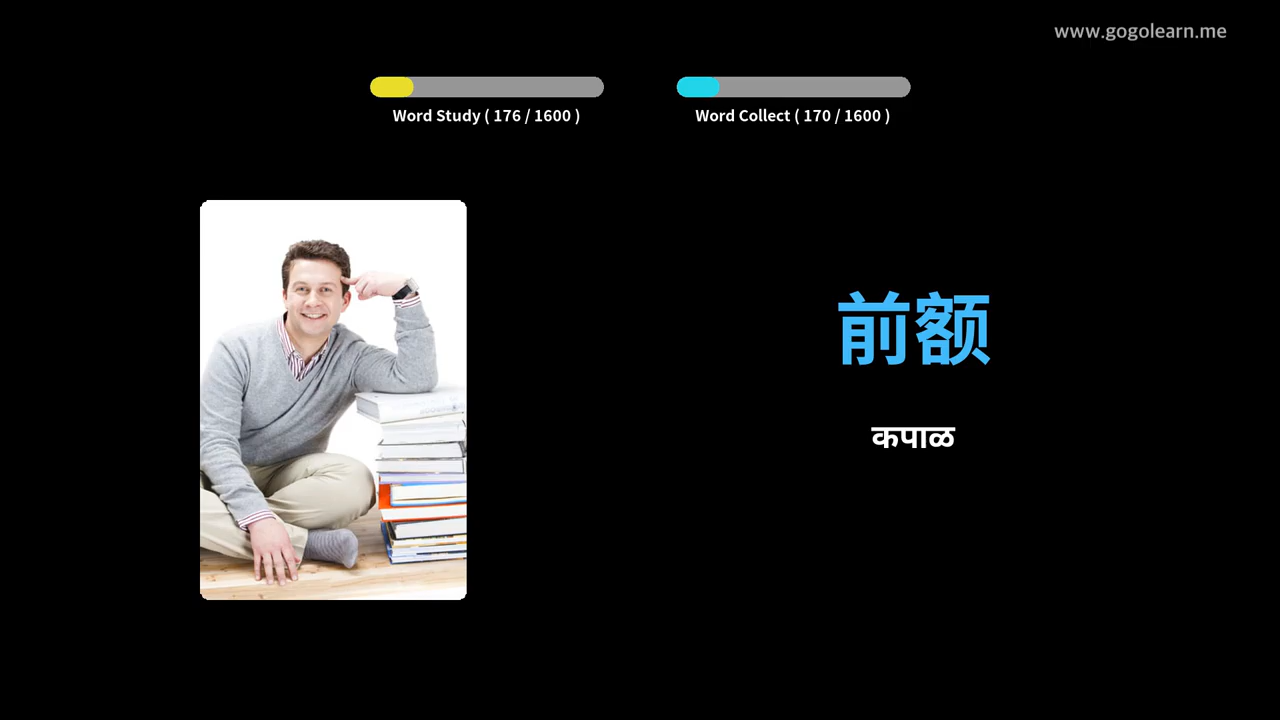 www.gogolearn.me
Word Study ( 176 / 1600 )
Word Collect ( 170 / 1600 )
前额
कपाळ